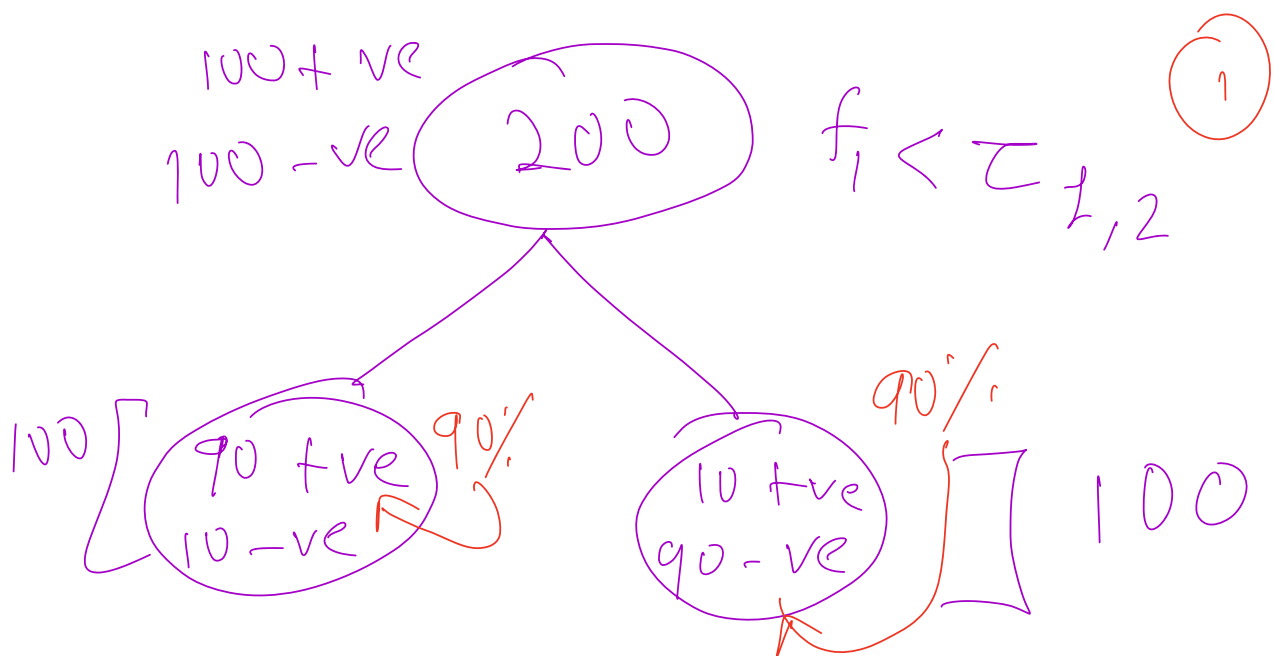 100 + ve
100 - ve
200
f₁ < τ₁,₂
1
100
90 + ve
10 - ve
90%
10 + ve
90 - ve
90%
100